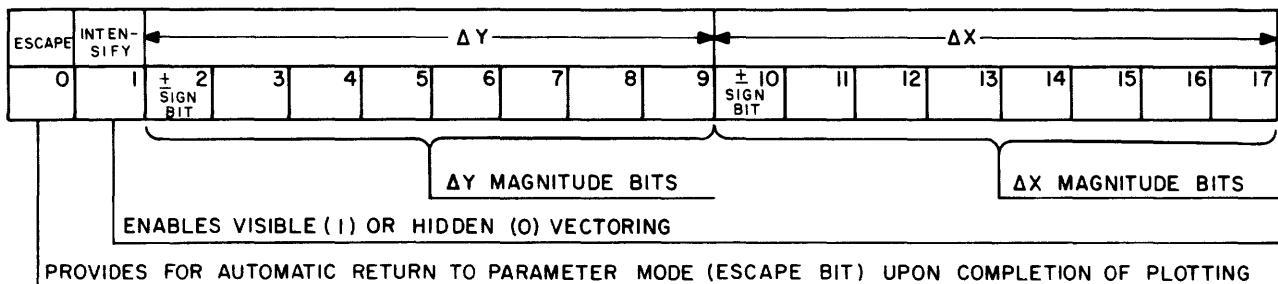 ESCAPE INTEN-SIFY ΔY ΔX
0 1 ± SIGN BIT 2 3 4 5 6 7 8 9 ± SIGN BIT 10 11 12 13 14 15 16 17
ΔY MAGNITUDE BITS ΔX MAGNITUDE BITS
ENABLES VISIBLE (1) OR HIDDEN (0) VECTORING
PROVIDES FOR AUTOMATIC RETURN TO PARAMETER MODE (ESCAPE BIT) UPON COMPLETION OF PLOTTING